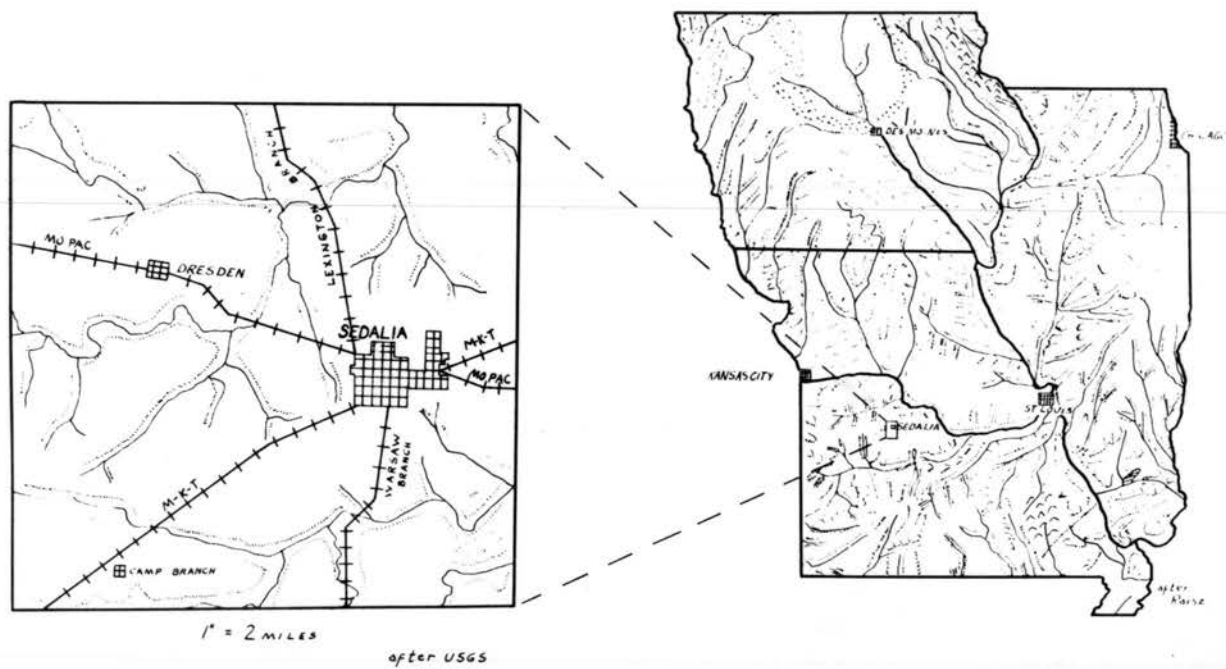 MO PAC
DRESDEN
LEXINGTON
BRANCH
SEDALIA
M-K-T
MO PAC
WARSAW
BRANCH
M-K-T
CAMP BRANCH
1" = 2 MILES
after USGS
DES MOINES
KANSAS CITY
ST LOUIS
SEDALIA
after